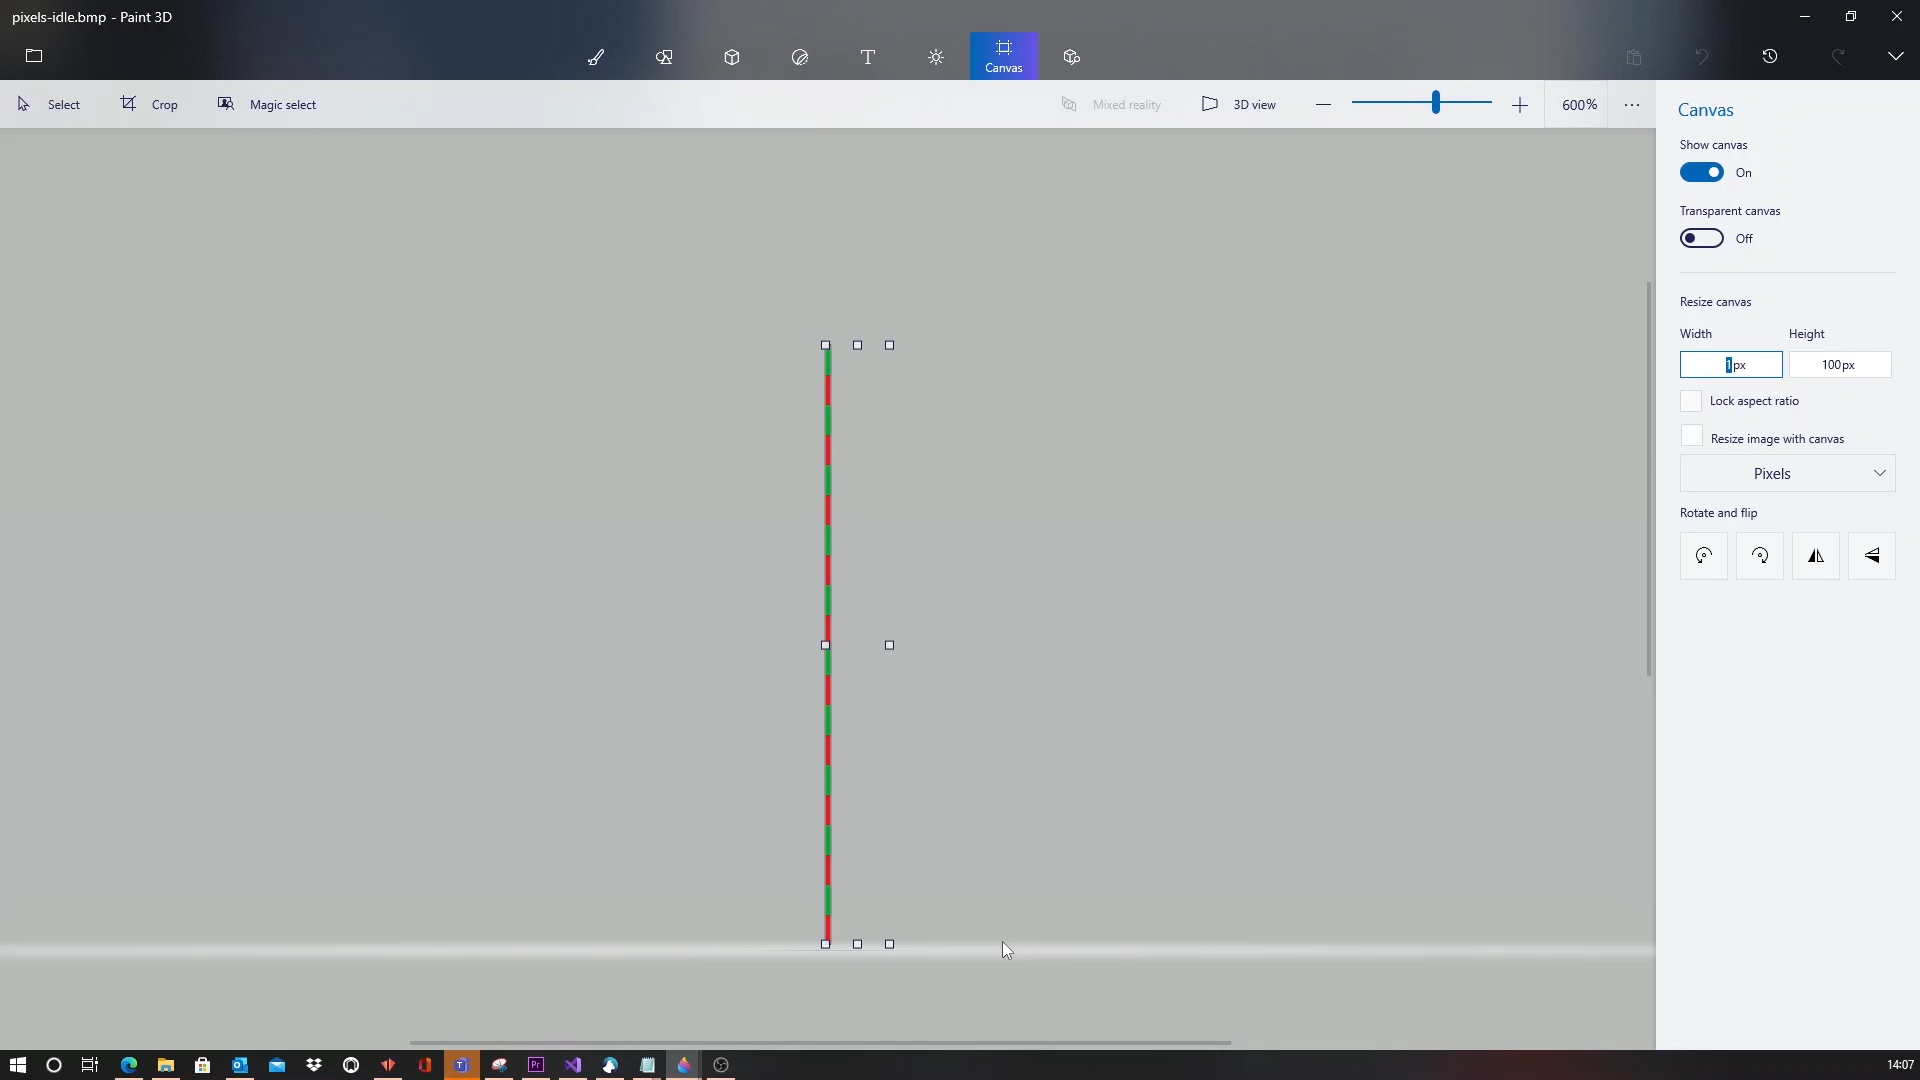 pixels-idle.bmp - Paint 3D
Canvas
Select
Crop
Magic select
Mixed reality
3D view
600%
Canvas
Show canvas
On
Transparent canvas
Off
Resize canvas
Width
Height
1px
100px
Lock aspect ratio
Resize image with canvas
Pixels
Rotate and flip
Pr
14:07